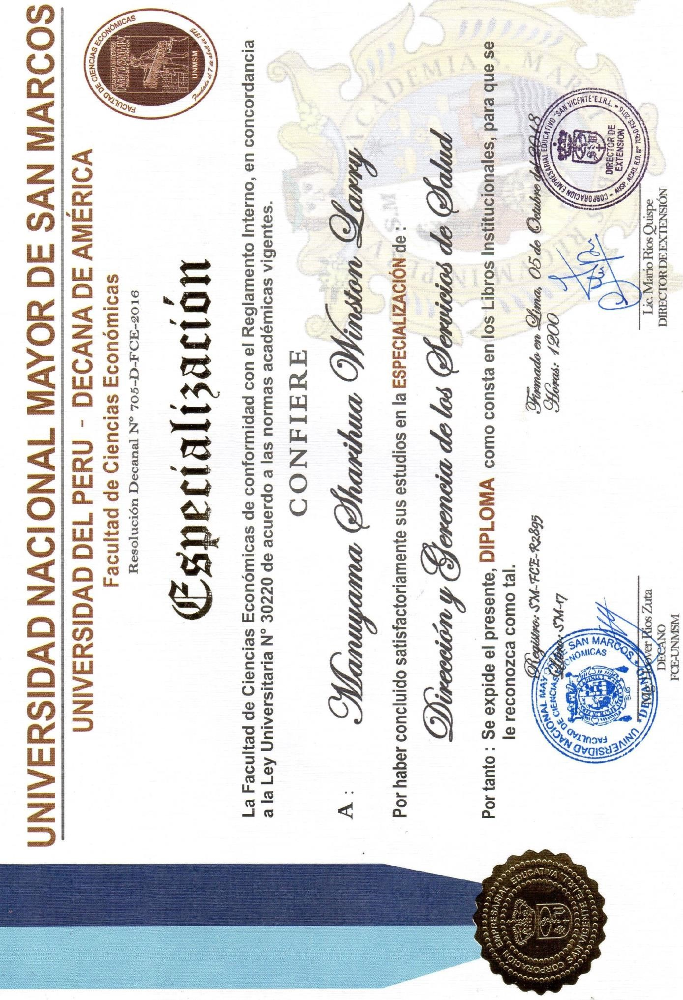 UNIVERSIDAD NACIONAL MAYOR DE SAN MARCOS
UNIVERSIDAD DEL PERU - DECANA DE AMÉRICA
Facultad de Ciencias Económicas
Resolución Decanal N° 705-D-FCE-2016
FACULTAD DE CIENCIAS ECONÓMICAS
UNMSM
Fundado el 7 de abril de 1875
Especialización
La Facultad de Ciencias Económicas de conformidad con el Reglamento Interno, en concordancia
a la Ley Universitaria N° 30220 de acuerdo a las normas académicas vigentes.
CONFIERE
A : Manuyama Sharihua Winston Larry
Por haber concluido satisfactoriamente sus estudios en la ESPECIALIZACIÓN de :
Dirección y Gerencia de los Servicios de Salud
Por tanto : Se expide el presente, DIPLOMA como consta en los Libros Institucionales, para que se
le reconozca como tal.
Registro: SM-FCE-R2895
Libro: SM-17
Firmado en Lima, 05 de Octubre del 2018
Horas: 1200
UNIVERSIDAD NACIONAL MAYOR DE SAN MARCOS
FACULTAD DE CIENCIAS ECONOMICAS
DECANO
Mg. Hoover Rios Zuta
DECANO
FCE-UNMSM
CORPORACION EMPRESARIAL EDUCATIVO "SAN VICENTE" E.I.R.L.
AUSP. ACAD. R.D. N° 705-D-FCE-2016
DIRECTOR DE
EXTENSION
Lic. Mario Rios Quispe
DIRECTOR DE EXTENSIÓN
CORPORACIÓN EMPRESARIAL EDUCATIVA
SAN VICENTE E.I.R.L.
ACADEMIA S. MAR